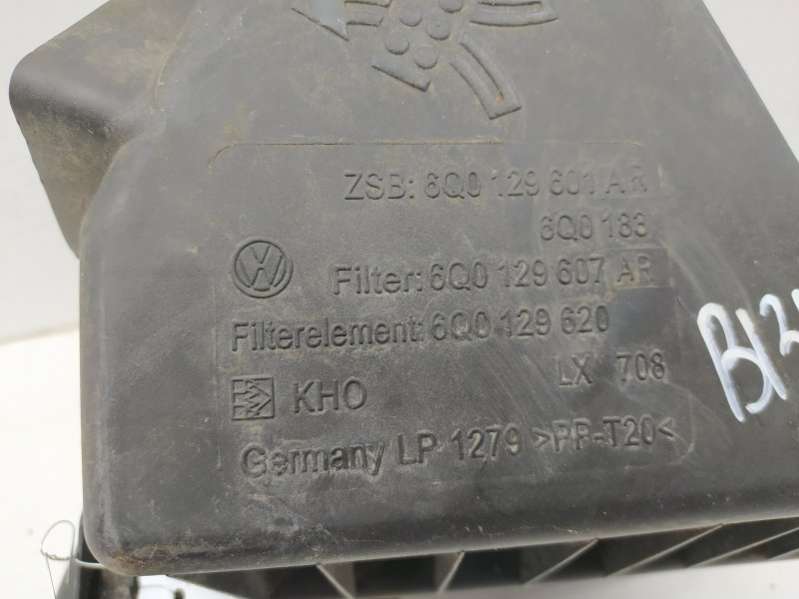 ZSB: 6Q0 129 601 AR
6Q0 183
Filter: 6Q0 129 607 AR
Filterelement: 6Q0 129 620
KHO LX 708
Germany LP 1279 >PP-T20<